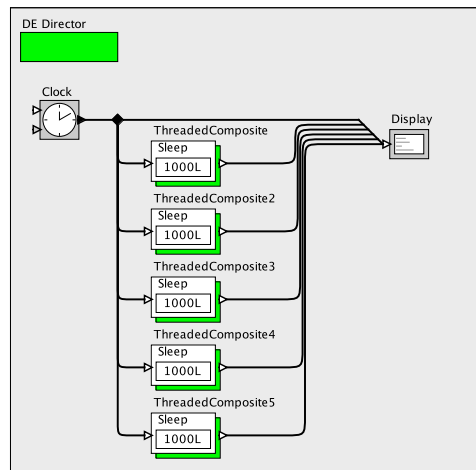 DE Director
Clock
Display
ThreadedComposite
Sleep
1000L
ThreadedComposite2
Sleep
1000L
ThreadedComposite3
Sleep
1000L
ThreadedComposite4
Sleep
1000L
ThreadedComposite5
Sleep
1000L